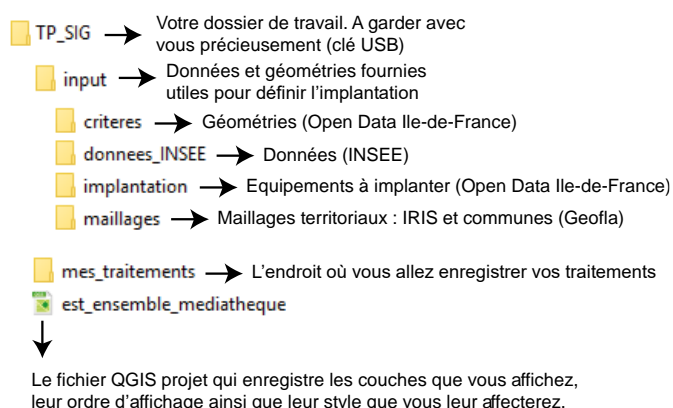 TP_SIG
Votre dossier de travail. A garder avec
vous précieusement (clé USB)
input
Données et géométries fournies
utiles pour définir l'implantation
criteres
Géométries (Open Data Ile-de-France)
donnees_INSEE
Données (INSEE)
implantation
Equipements à implanter (Open Data Ile-de-France)
maillages
Maillages territoriaux : IRIS et communes (Geofla)
mes_traitements
L'endroit où vous allez enregistrer vos traitements
est_ensemble_mediatheque
Le fichier QGIS projet qui enregistre les couches que vous affichez,
leur ordre d'affichage ainsi que leur style que vous leur affecterez.